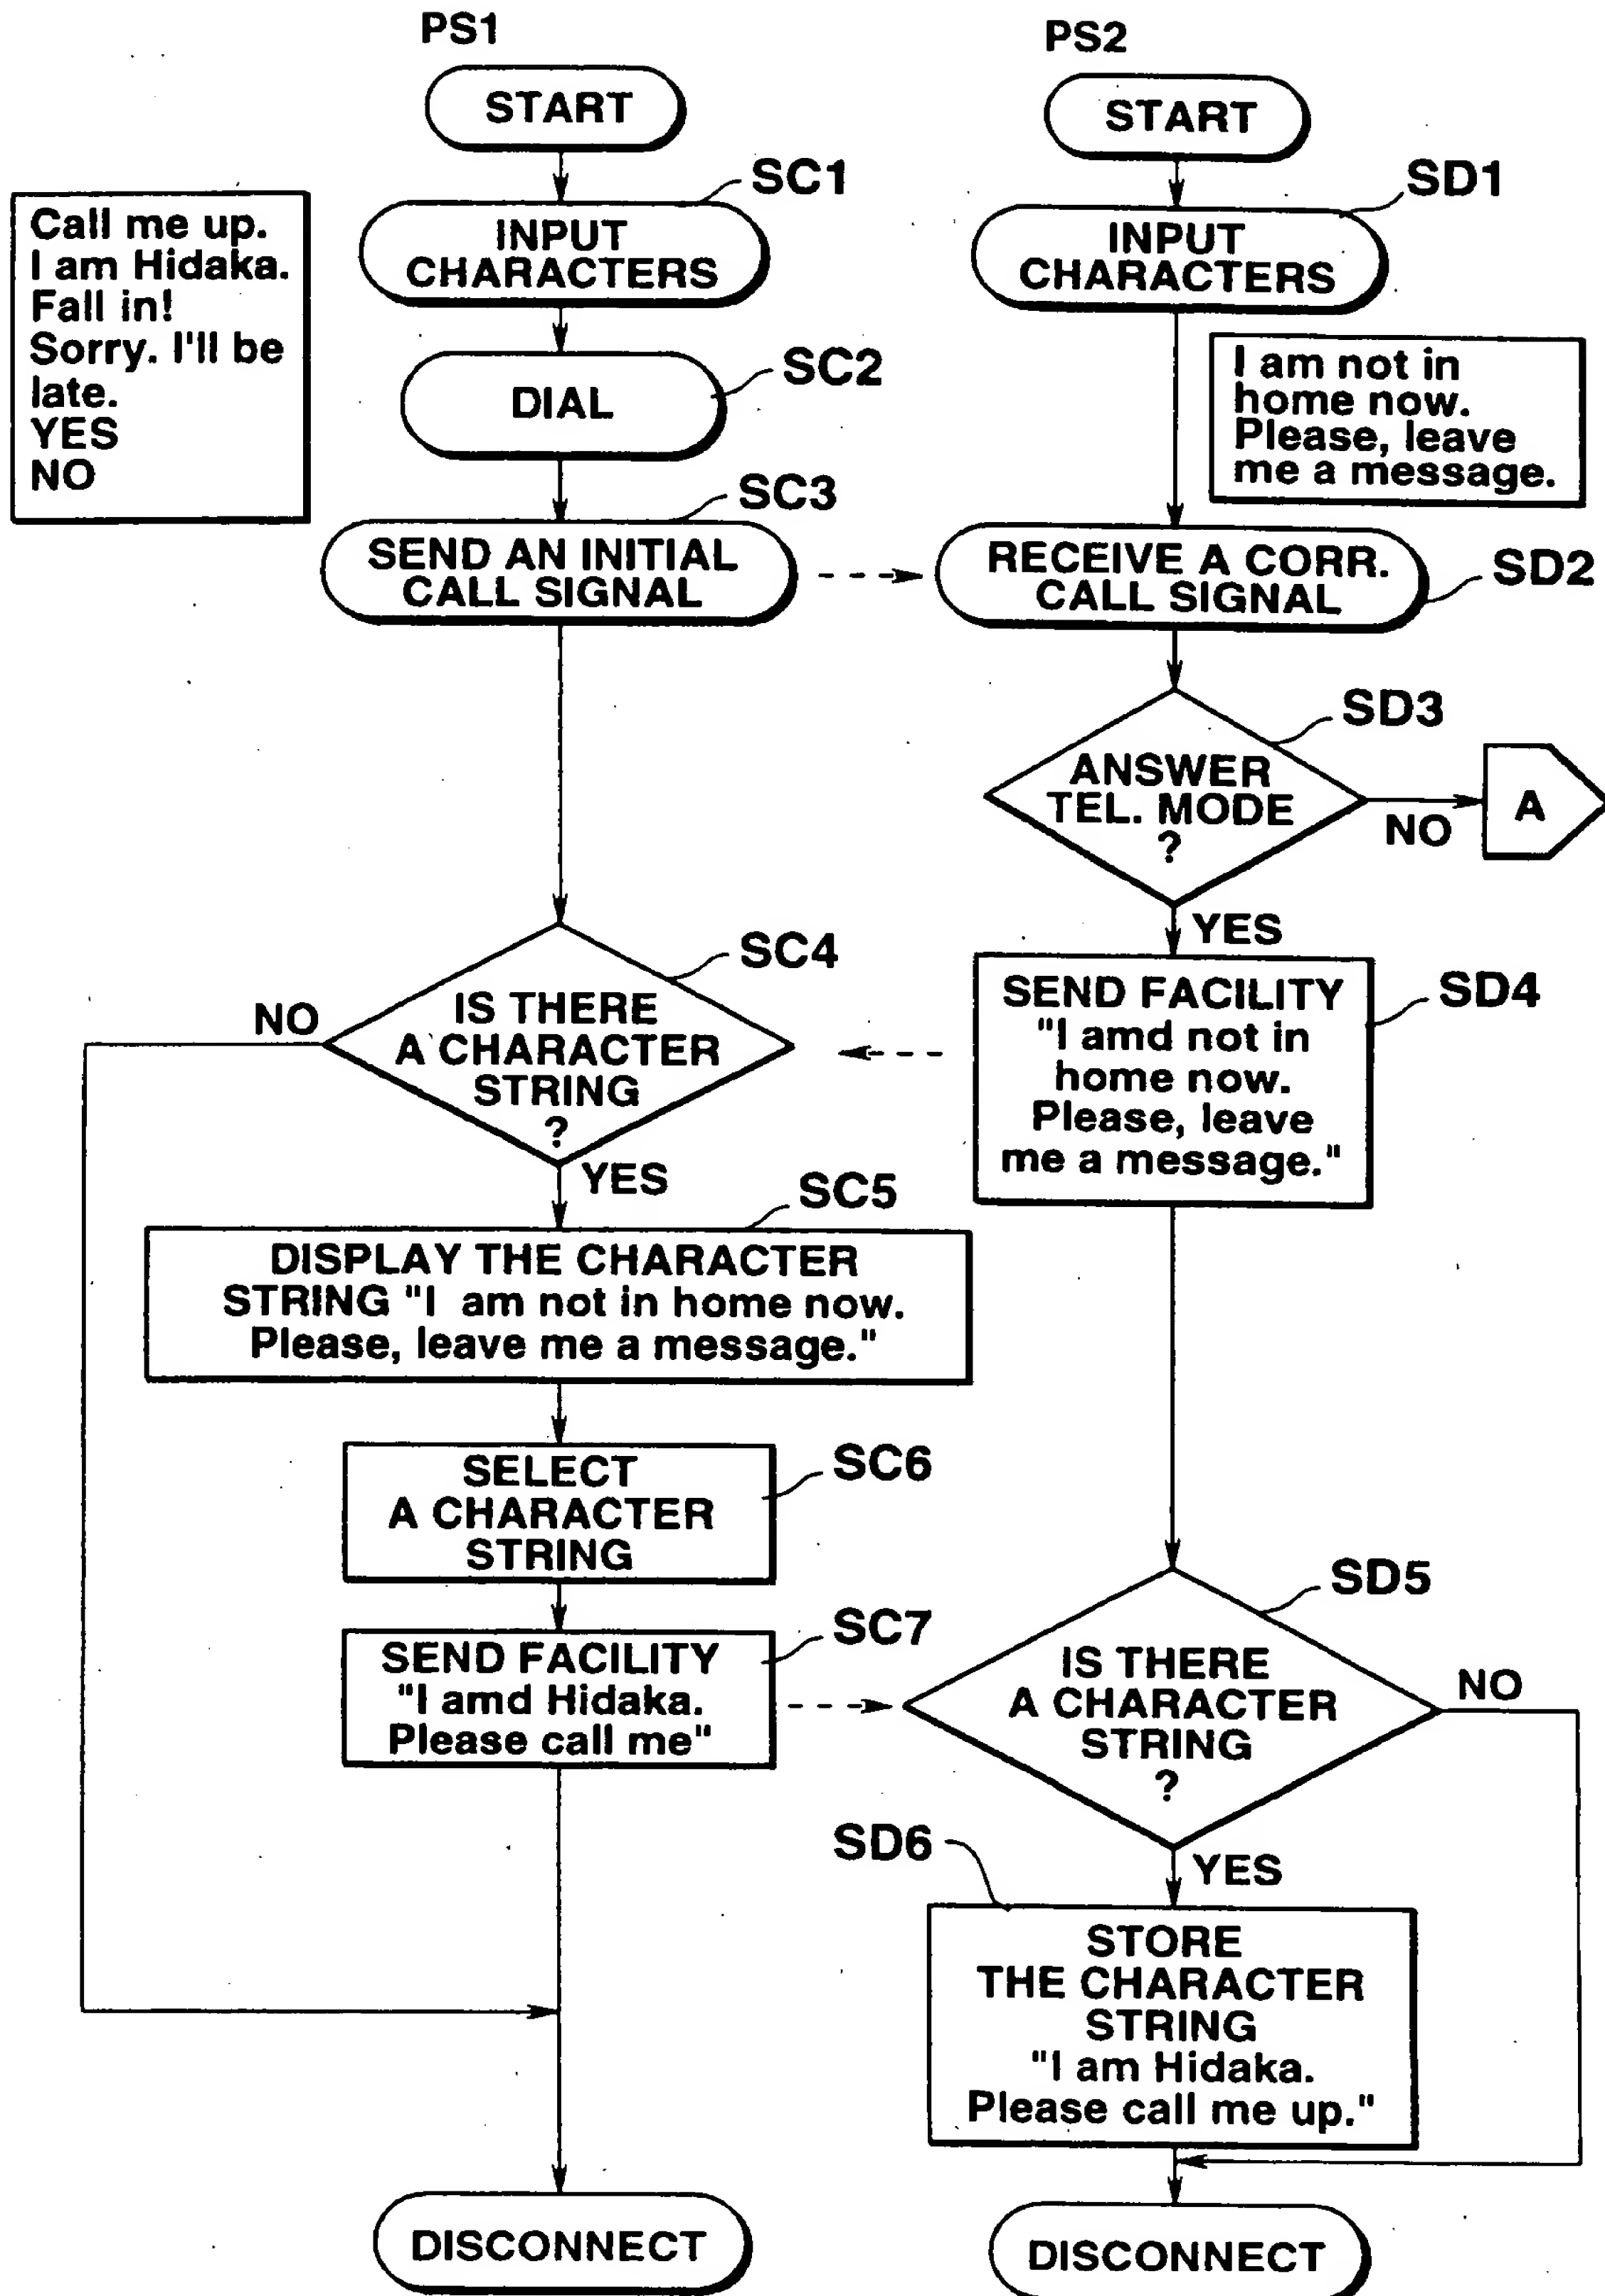 PS1
START
SC1
INPUT
CHARACTERS
Call me up.
I am Hidaka.
Fall in!
Sorry. I'll be
late.
YES
NO
SC2
DIAL
SC3
SEND AN INITIAL
CALL SIGNAL
SC4
IS THERE
A CHARACTER
STRING
?
NO
YES
SC5
DISPLAY THE CHARACTER
STRING "I am not in home now.
Please, leave me a message."
SC6
SELECT
A CHARACTER
STRING
SC7
SEND FACILITY
"I amd Hidaka.
Please call me"
DISCONNECT
PS2
START
SD1
INPUT
CHARACTERS
I am not in
home now.
Please, leave
me a message.
RECEIVE A CORR.
CALL SIGNAL
SD2
SD3
ANSWER
TEL. MODE
?
NO
A
YES
SEND FACILITY
"I amd not in
home now.
Please, leave
me a message."
SD4
SD5
IS THERE
A CHARACTER
STRING
?
NO
YES
SD6
STORE
THE CHARACTER
STRING
"I am Hidaka.
Please call me up."
DISCONNECT